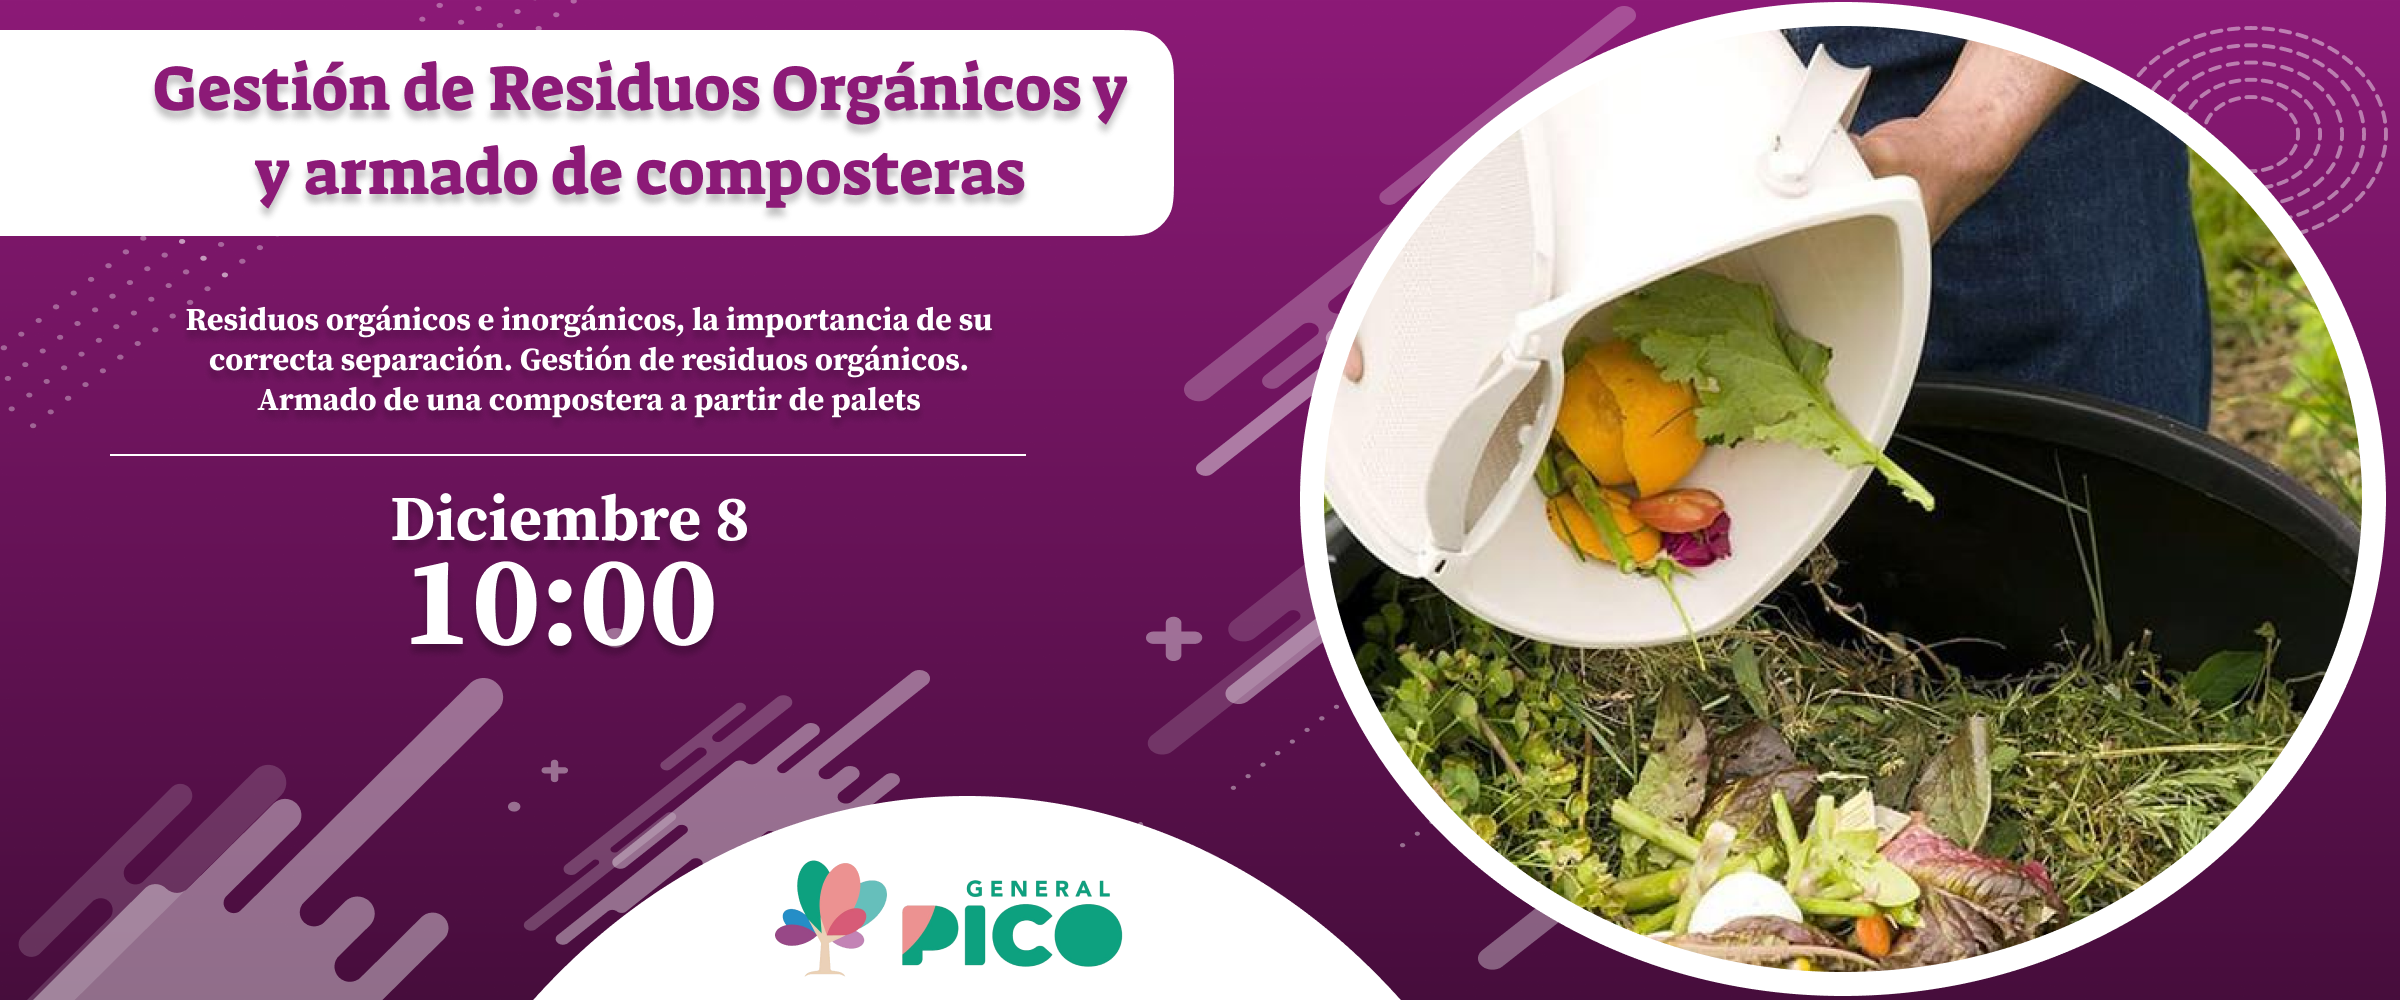 Gestión de Residuos Orgánicos y
y armado de composteras
Residuos orgánicos e inorgánicos, la importancia de su
correcta separación. Gestión de residuos orgánicos.
Armado de una compostera a partir de palets
Diciembre 8
10:00
GENERAL
PICO